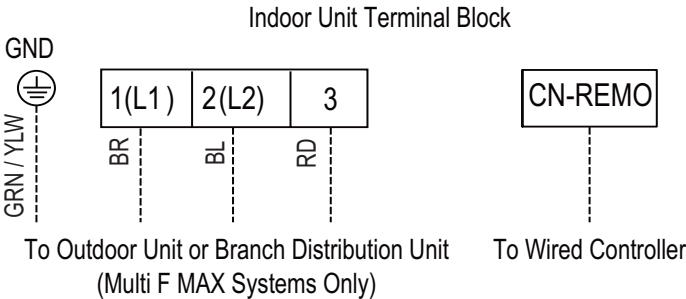 Indoor Unit Terminal Block
GND
1(L1) 2(L2) 3
CN-REMO
GRN / YLW
BR
BL
RD
To Outdoor Unit or Branch Distribution Unit
(Multi F MAX Systems Only)
To Wired Controller